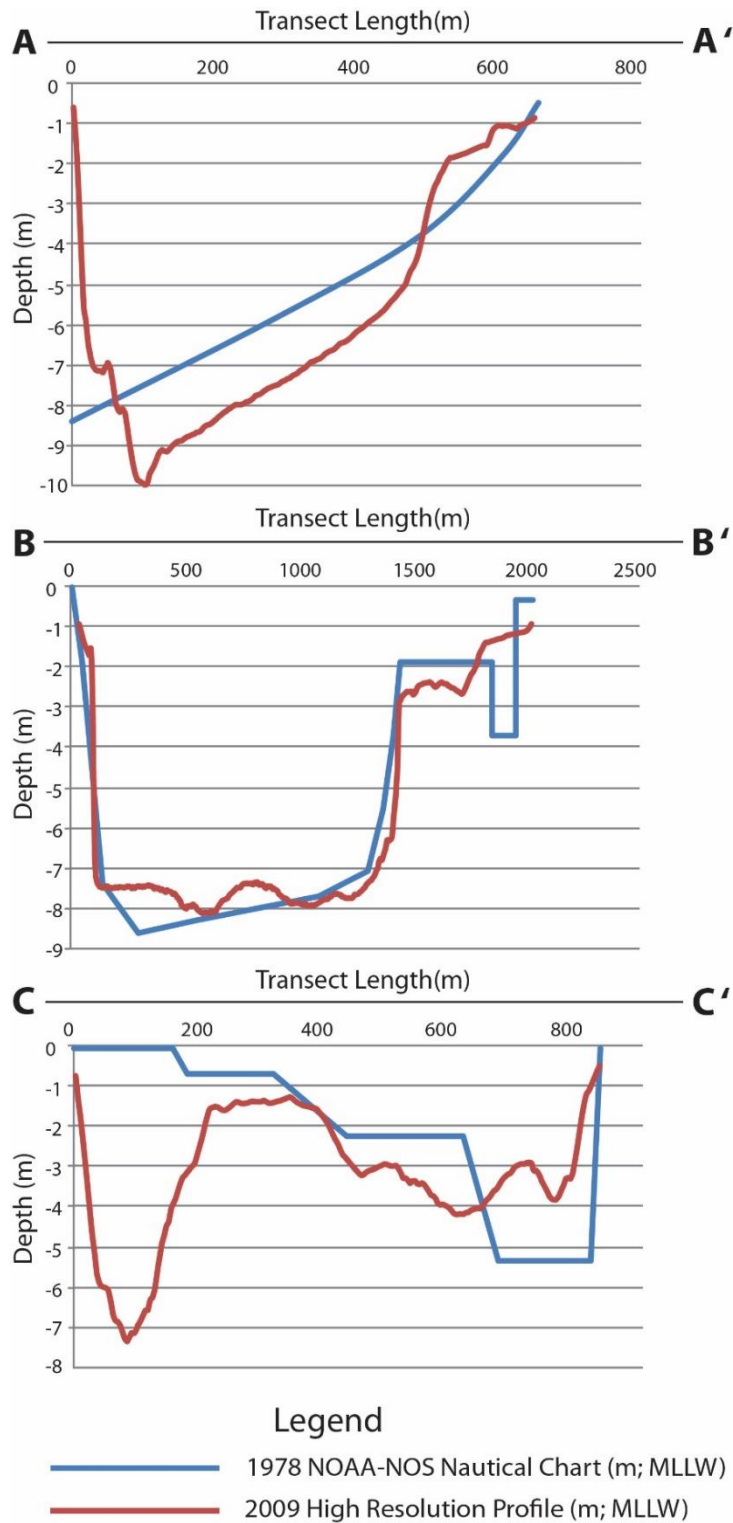 Transect Length(m)
A A'
0 200 400 600 800
0
-1
-2
-3
-4
-5
-6
-7
-8
-9
-10
Depth (m)
Transect Length(m)
B B'
0 500 1000 1500 2000 2500
0
-1
-2
-3
-4
-5
-6
-7
-8
-9
Depth (m)
Transect Length(m)
C C'
0 200 400 600 800
0
-1
-2
-3
-4
-5
-6
-7
-8
Depth (m)
Legend
1978 NOAA-NOS Nautical Chart (m; MLLW)
2009 High Resolution Profile (m; MLLW)